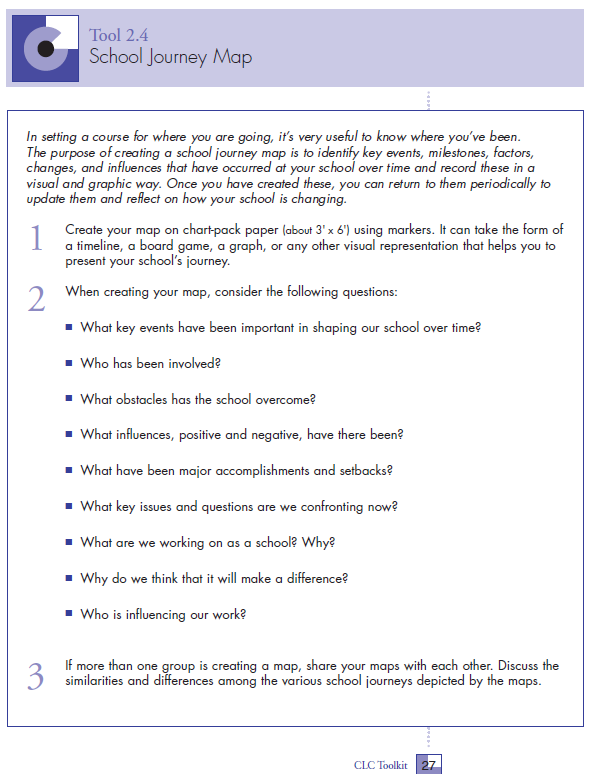 Tool 2.4
School Journey Map
In setting a course for where you are going, it's very useful to know where you've been.
The purpose of creating a school journey map is to identify key events, milestones, factors,
changes, and influences that have occurred at your school over time and record these in a
visual and graphic way. Once you have created these, you can return to them periodically to
update them and reflect on how your school is changing.
1 Create your map on chart-pack paper (about 3' x 6') using markers. It can take the form of
a timeline, a board game, a graph, or any other visual representation that helps you to
present your school's journey.
2 When creating your map, consider the following questions:
■ What key events have been important in shaping our school over time?
■ Who has been involved?
■ What obstacles has the school overcome?
■ What influences, positive and negative, have there been?
■ What have been major accomplishments and setbacks?
■ What key issues and questions are we confronting now?
■ What are we working on as a school? Why?
■ Why do we think that it will make a difference?
■ Who is influencing our work?
3 If more than one group is creating a map, share your maps with each other. Discuss the
similarities and differences among the various school journeys depicted by the maps.
CLC Toolkit 27